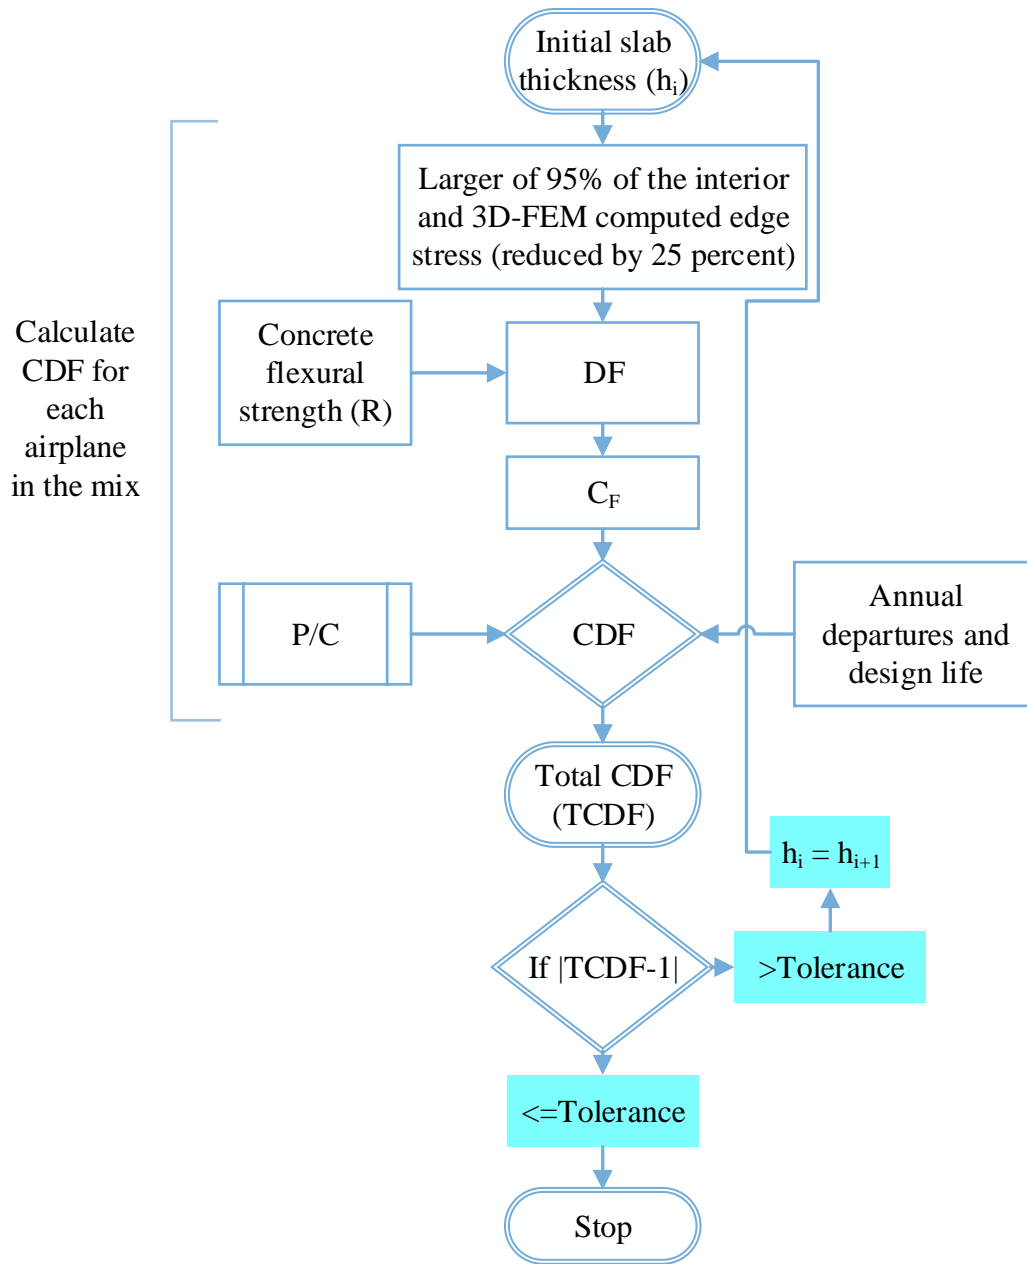 Initial slab
thickness (hᵢ)
Larger of 95% of the interior
and 3D-FEM computed edge
stress (reduced by 25 percent)
Calculate
CDF for
each
airplane
in the mix
Concrete
flexural
strength (R)
DF
C_F
P/C
CDF
Annual
departures and
design life
Total CDF
(TCDF)
hᵢ = hᵢ₊₁
If |TCDF-1|
>Tolerance
<=Tolerance
Stop